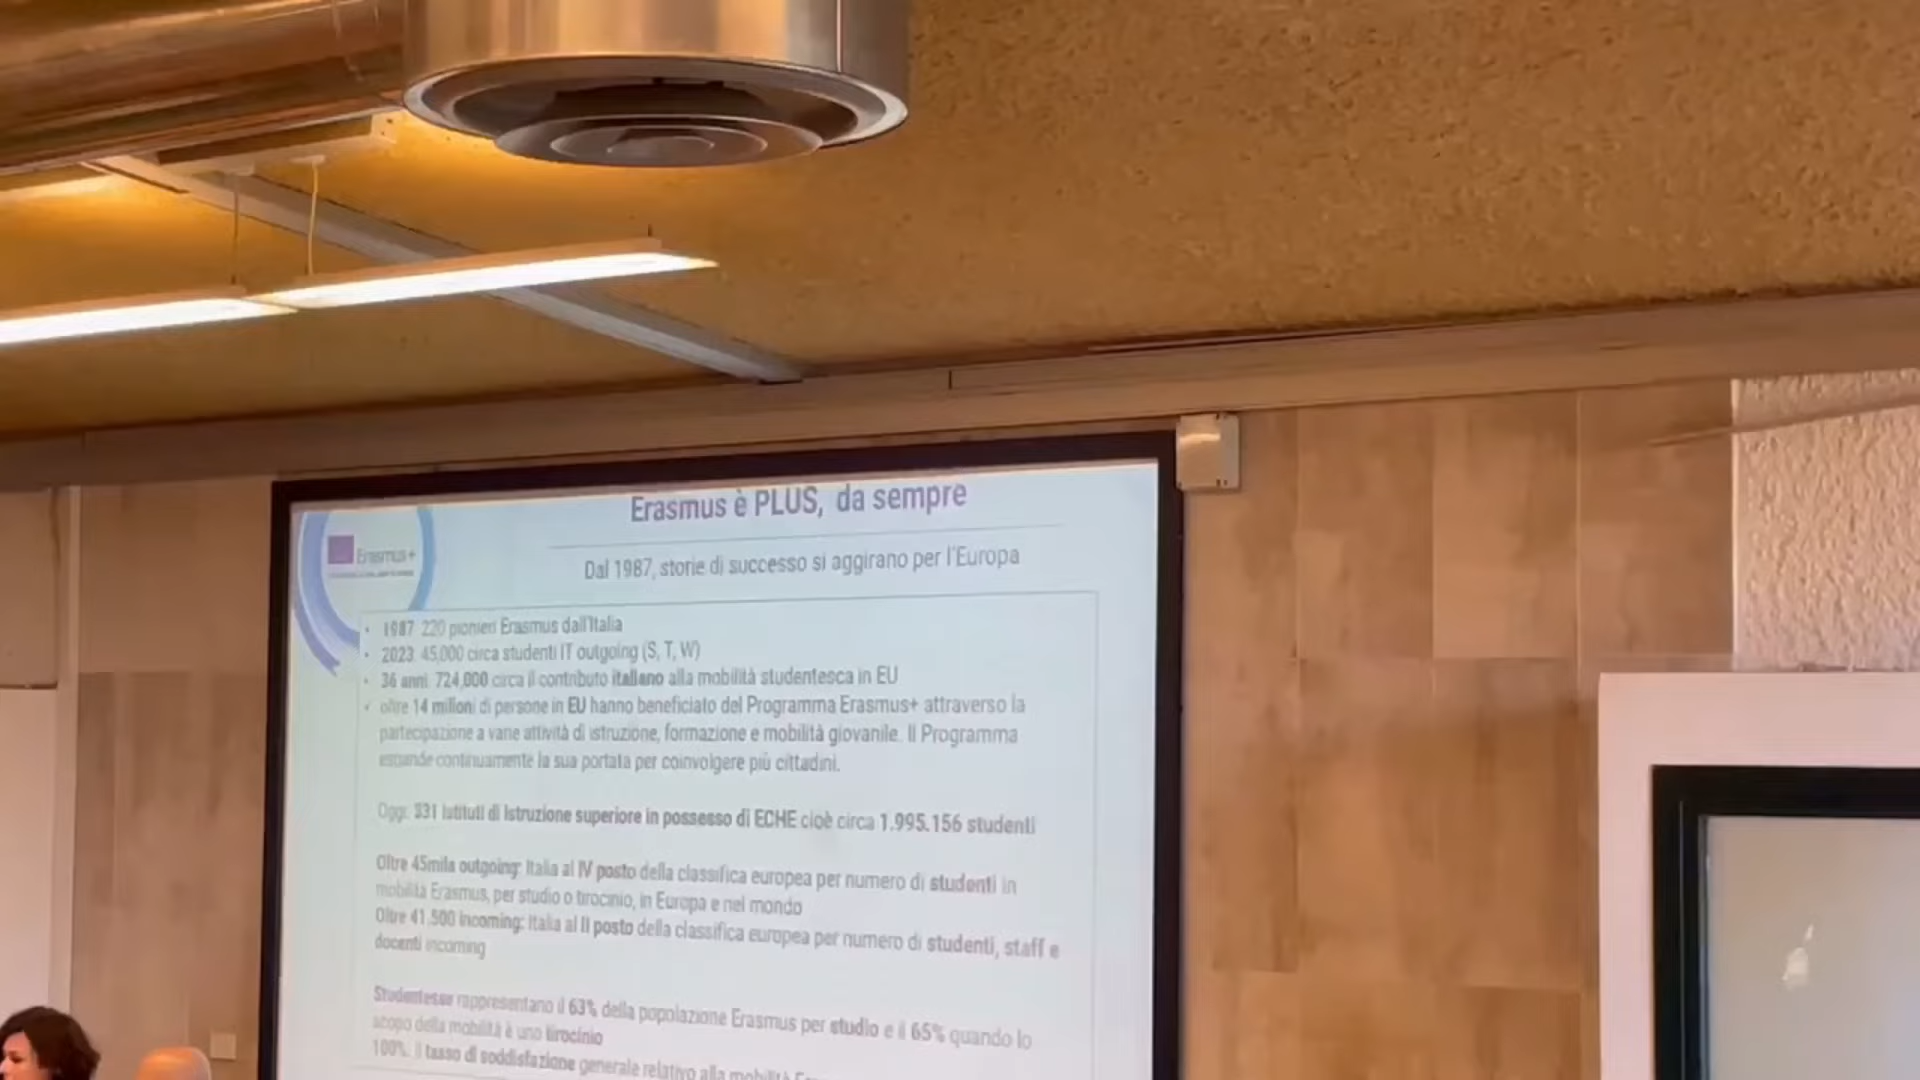 Erasmus è PLUS, da sempre
Erasmus+
Dal 1987, storie di successo si aggirano per l'Europa
• 1987: 220 pionieri Erasmus dall'Italia
• 2023: 45,000 circa studenti IT outgoing (S, T, W)
• 36 anni: 724,000 circa il contributo italiano alla mobilità studentesca in EU
• oltre 14 milioni di persone in EU hanno beneficiato del Programma Erasmus+ attraverso la
partecipazione a varie attività di istruzione, formazione e mobilità giovanile. Il Programma
espande continuamente la sua portata per coinvolgere più cittadini.
Oggi: 331 Istituti di Istruzione superiore in possesso di ECHE cioè circa 1.995.156 studenti
Oltre 45mila outgoing: Italia al IV posto della classifica europea per numero di studenti in
mobilità Erasmus, per studio o tirocinio, in Europa e nel mondo
Oltre 41.500 incoming: Italia al II posto della classifica europea per numero di studenti, staff e
docenti incoming
Studentesse rappresentano il 63% della popolazione Erasmus per studio e il 65% quando lo
scopo della mobilità è uno tirocinio
100%: il tasso di soddisfazione generale relativo alla mobilità